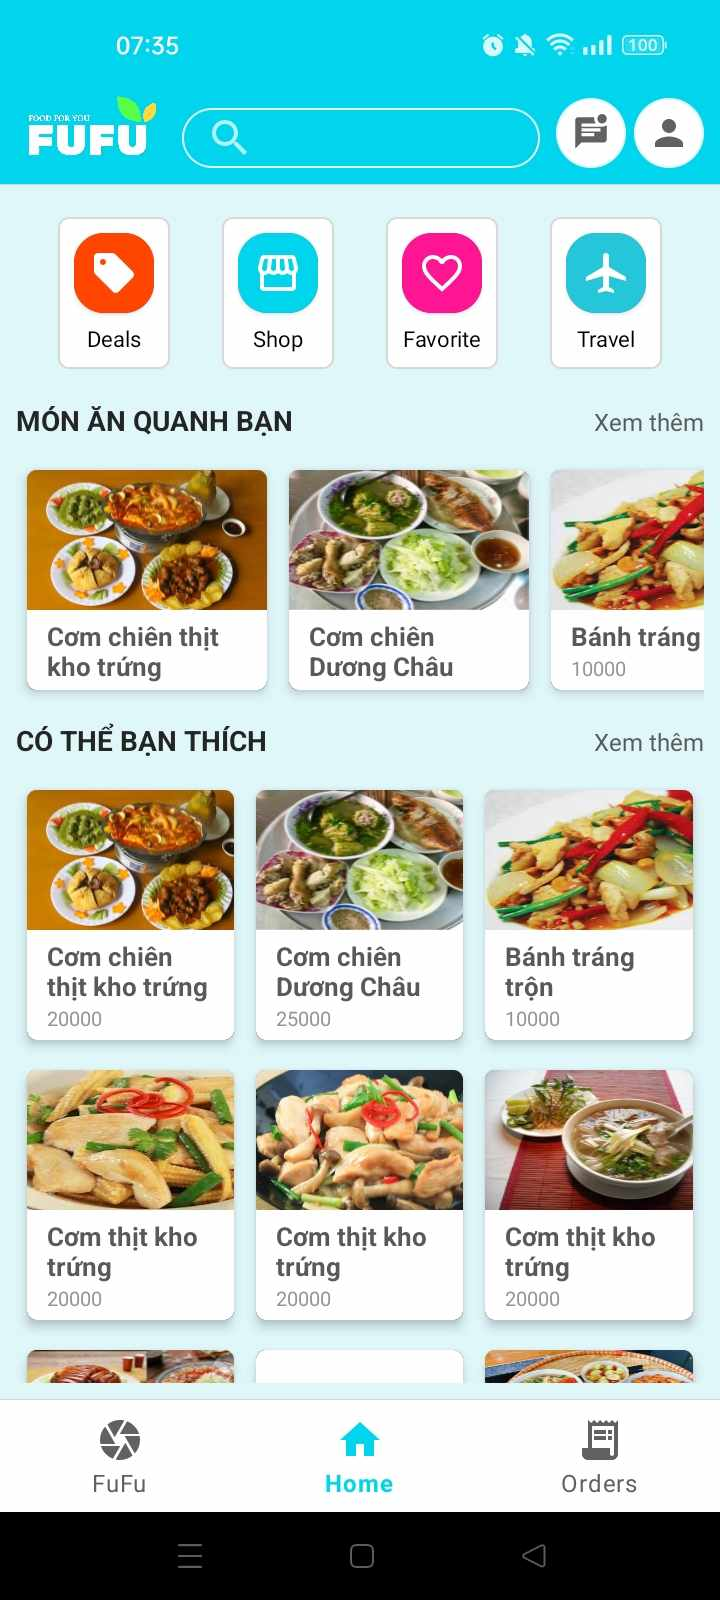 07:35
100
FOOD FOR YOU
FUFU
Deals
Shop
Favorite
Travel
MÓN ĂN QUANH BẠN
Xem thêm
Cơm chiên thịt
kho trứng
Cơm chiên
Dương Châu
Bánh tráng
10000
CÓ THỂ BẠN THÍCH
Xem thêm
Cơm chiên
thịt kho trứng
20000
Cơm chiên
Dương Châu
25000
Bánh tráng
trộn
10000
Cơm thịt kho
trứng
20000
Cơm thịt kho
trứng
20000
Cơm thịt kho
trứng
20000
FuFu
Home
Orders